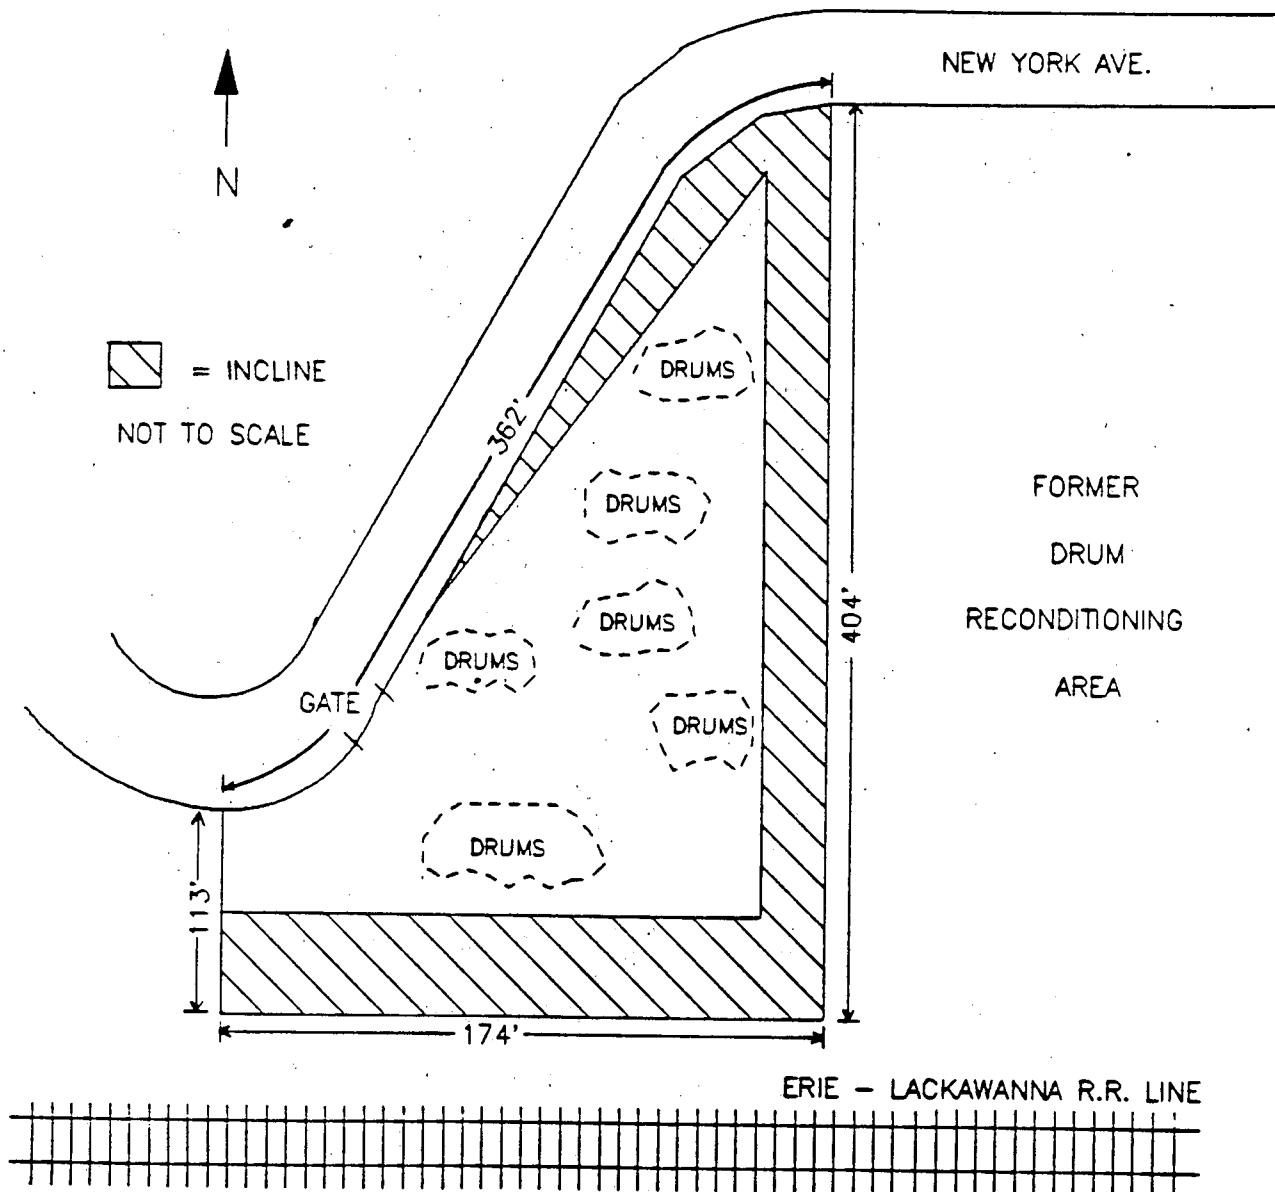 NEW YORK AVE.
N
= INCLINE
NOT TO SCALE
362'
DRUMS
DRUMS
DRUMS
DRUMS
DRUMS
DRUMS
GATE
FORMER
DRUM
RECONDITIONING
AREA
404'
113'
174'
ERIE – LACKAWANNA R.R. LINE